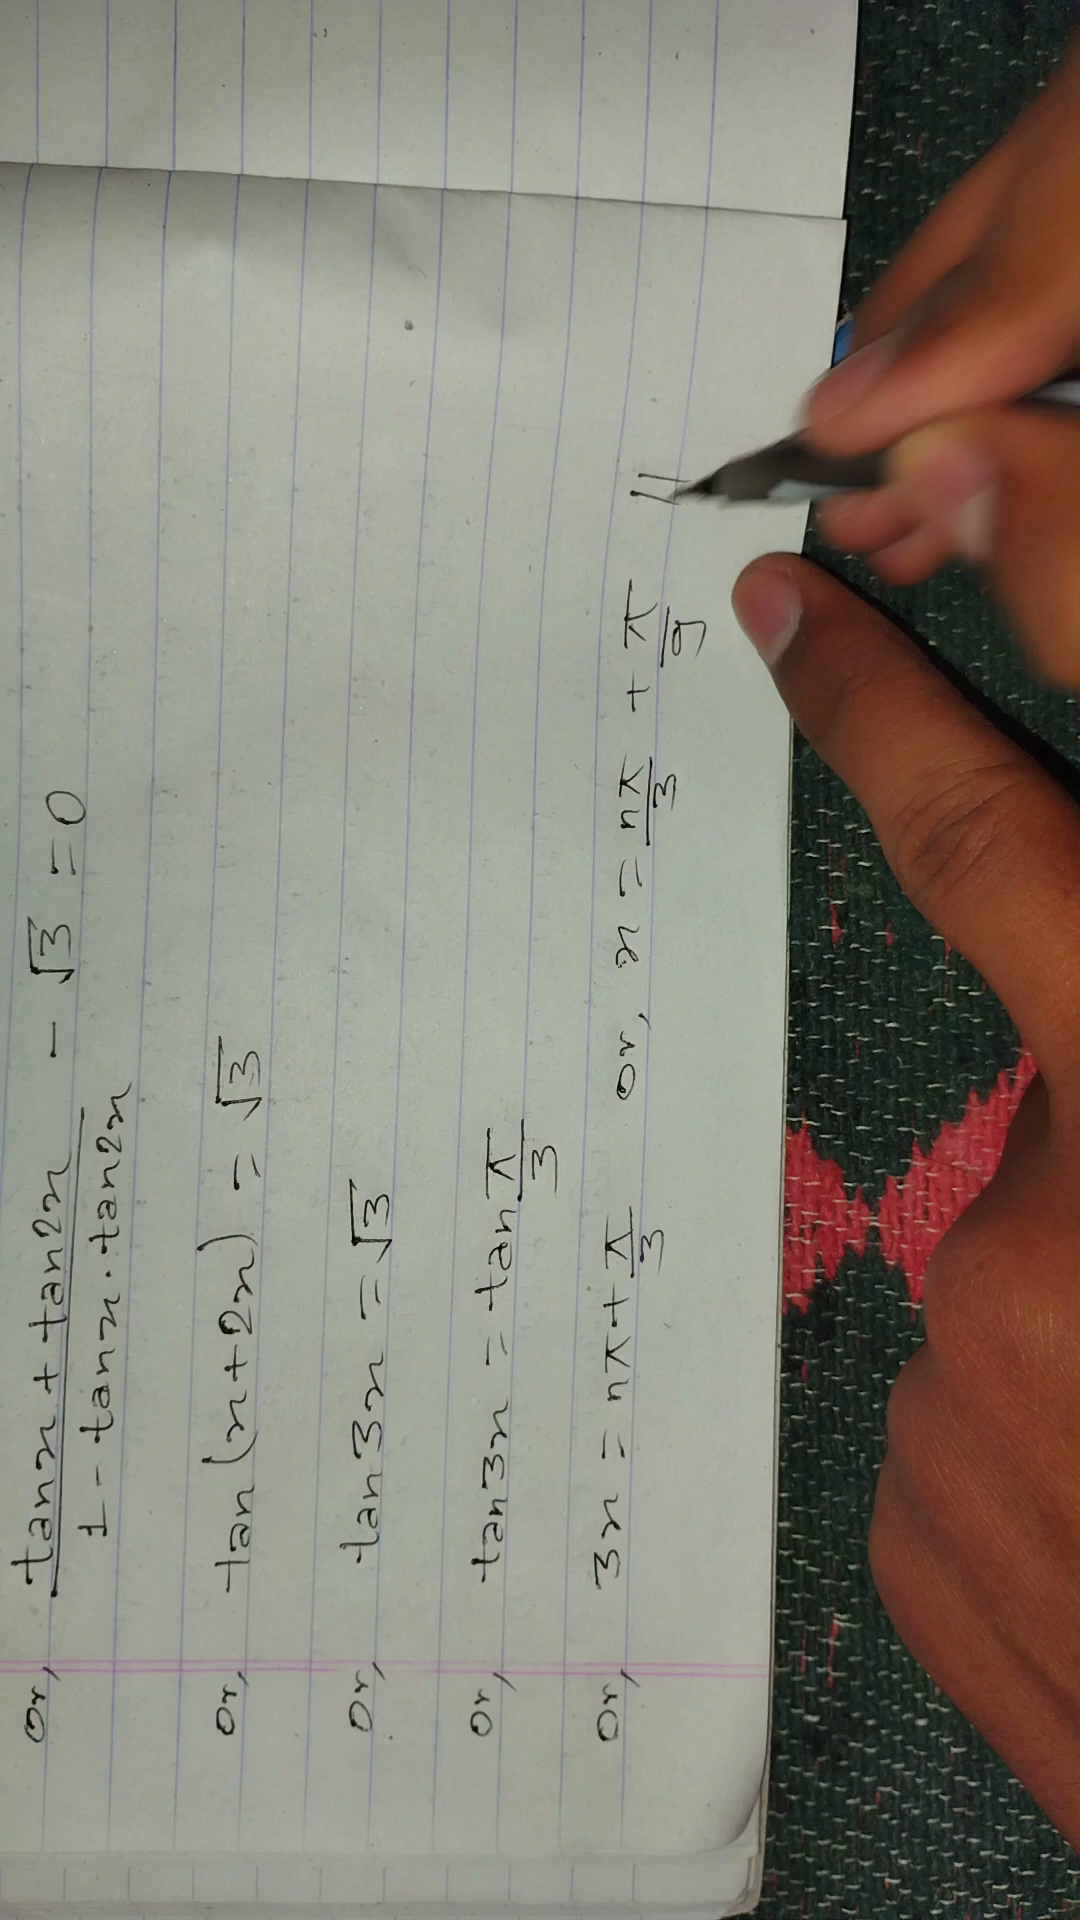 or, (tanx + tan2x)/(1 - tanx . tan2x) - √3 = 0
or, tan(x+2x) = √3
or, tan3x = √3
or, tan3x = tan π/3
or, 3x = nπ + π/3 or, x = nπ/3 + π/9 //